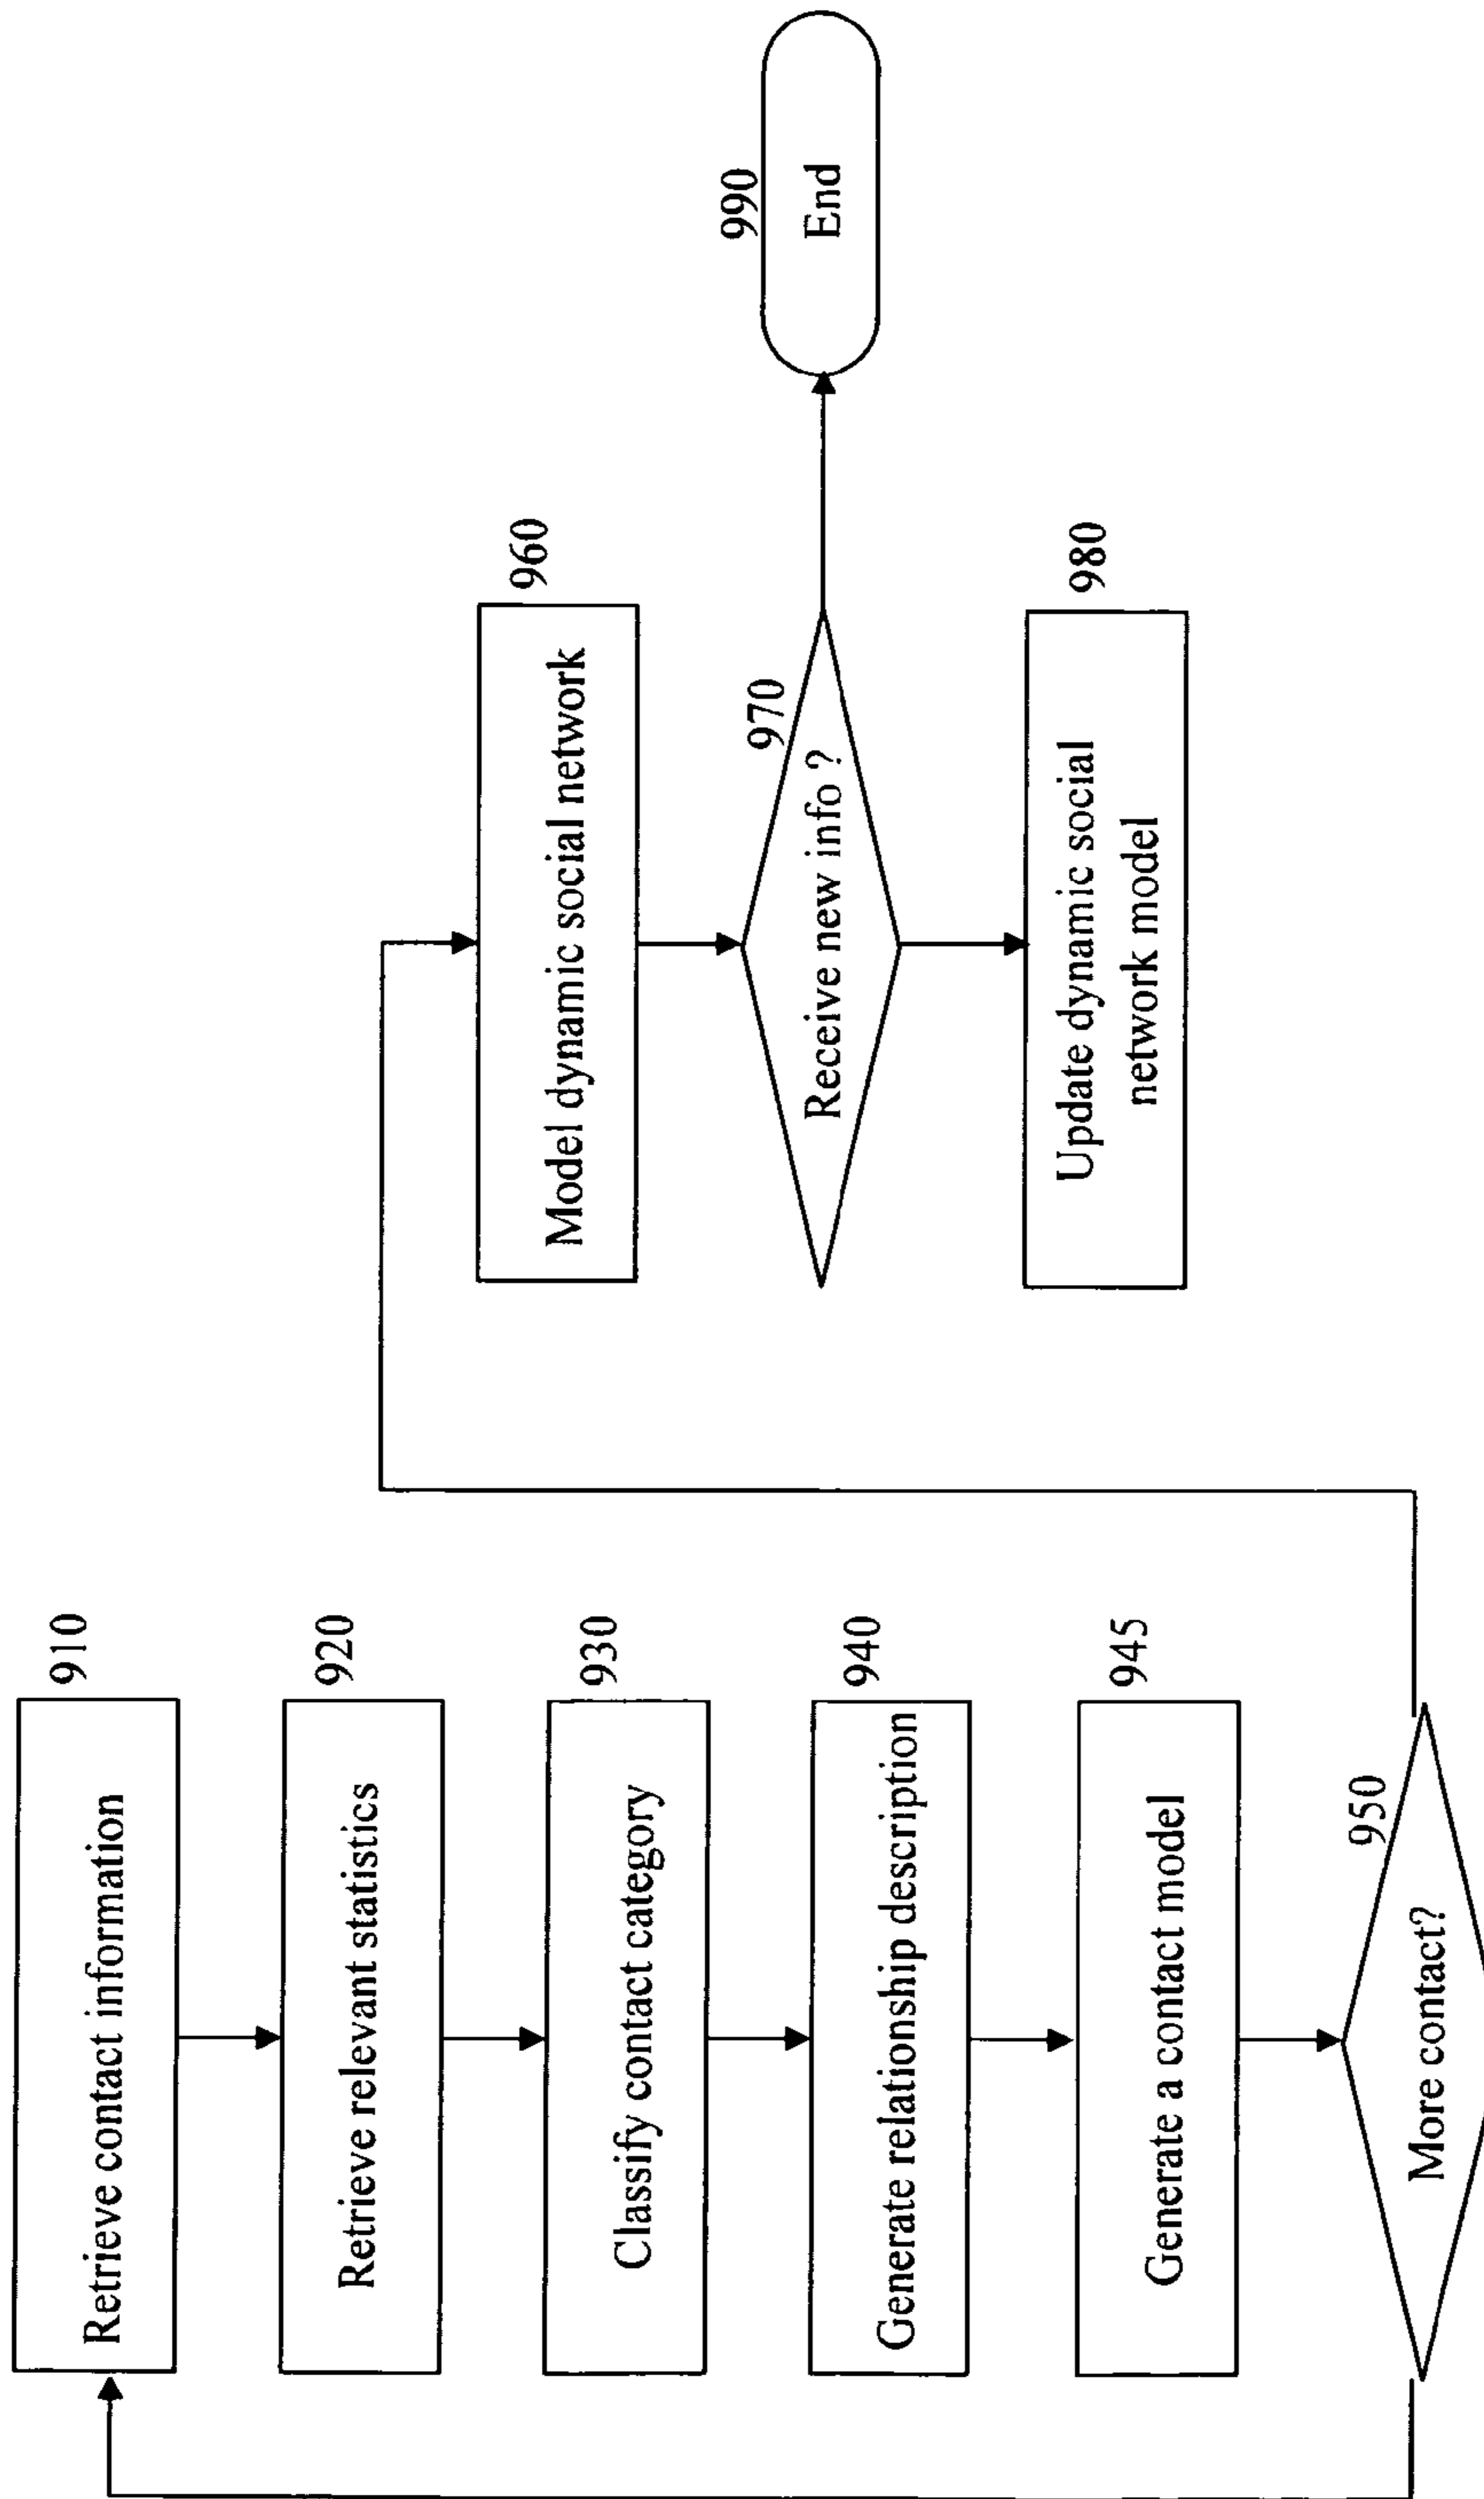 910
Retrieve contact information
920
Retrieve relevant statistics
930
Classify contact category
940
Generate relationship description
945
Generate a contact model
950
More contact?
960
Model dynamic social network
970
Receive new info ?
980
Update dynamic social
network model
990
End